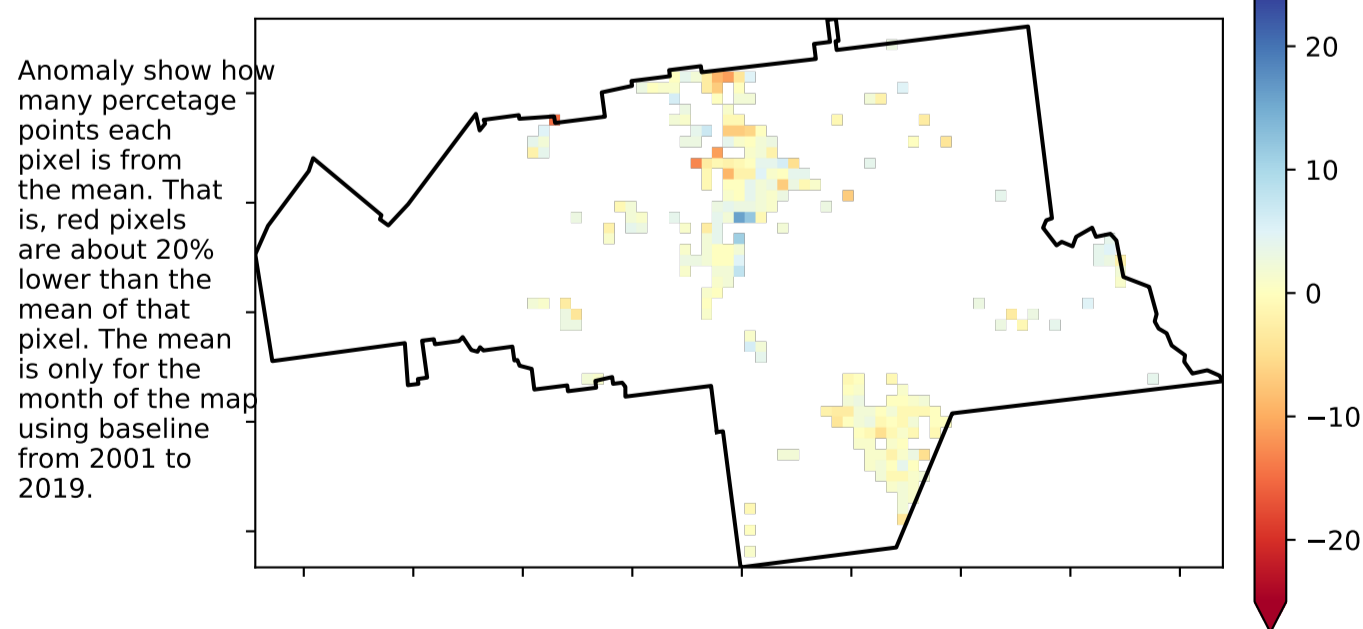 Anomaly show how
many percetage
points each
pixel is from
the mean. That
is, red pixels
are about 20%
lower than the
mean of that
pixel. The mean
is only for the
month of the map
using baseline
from 2001 to
2019.
20
10
0
−10
−20